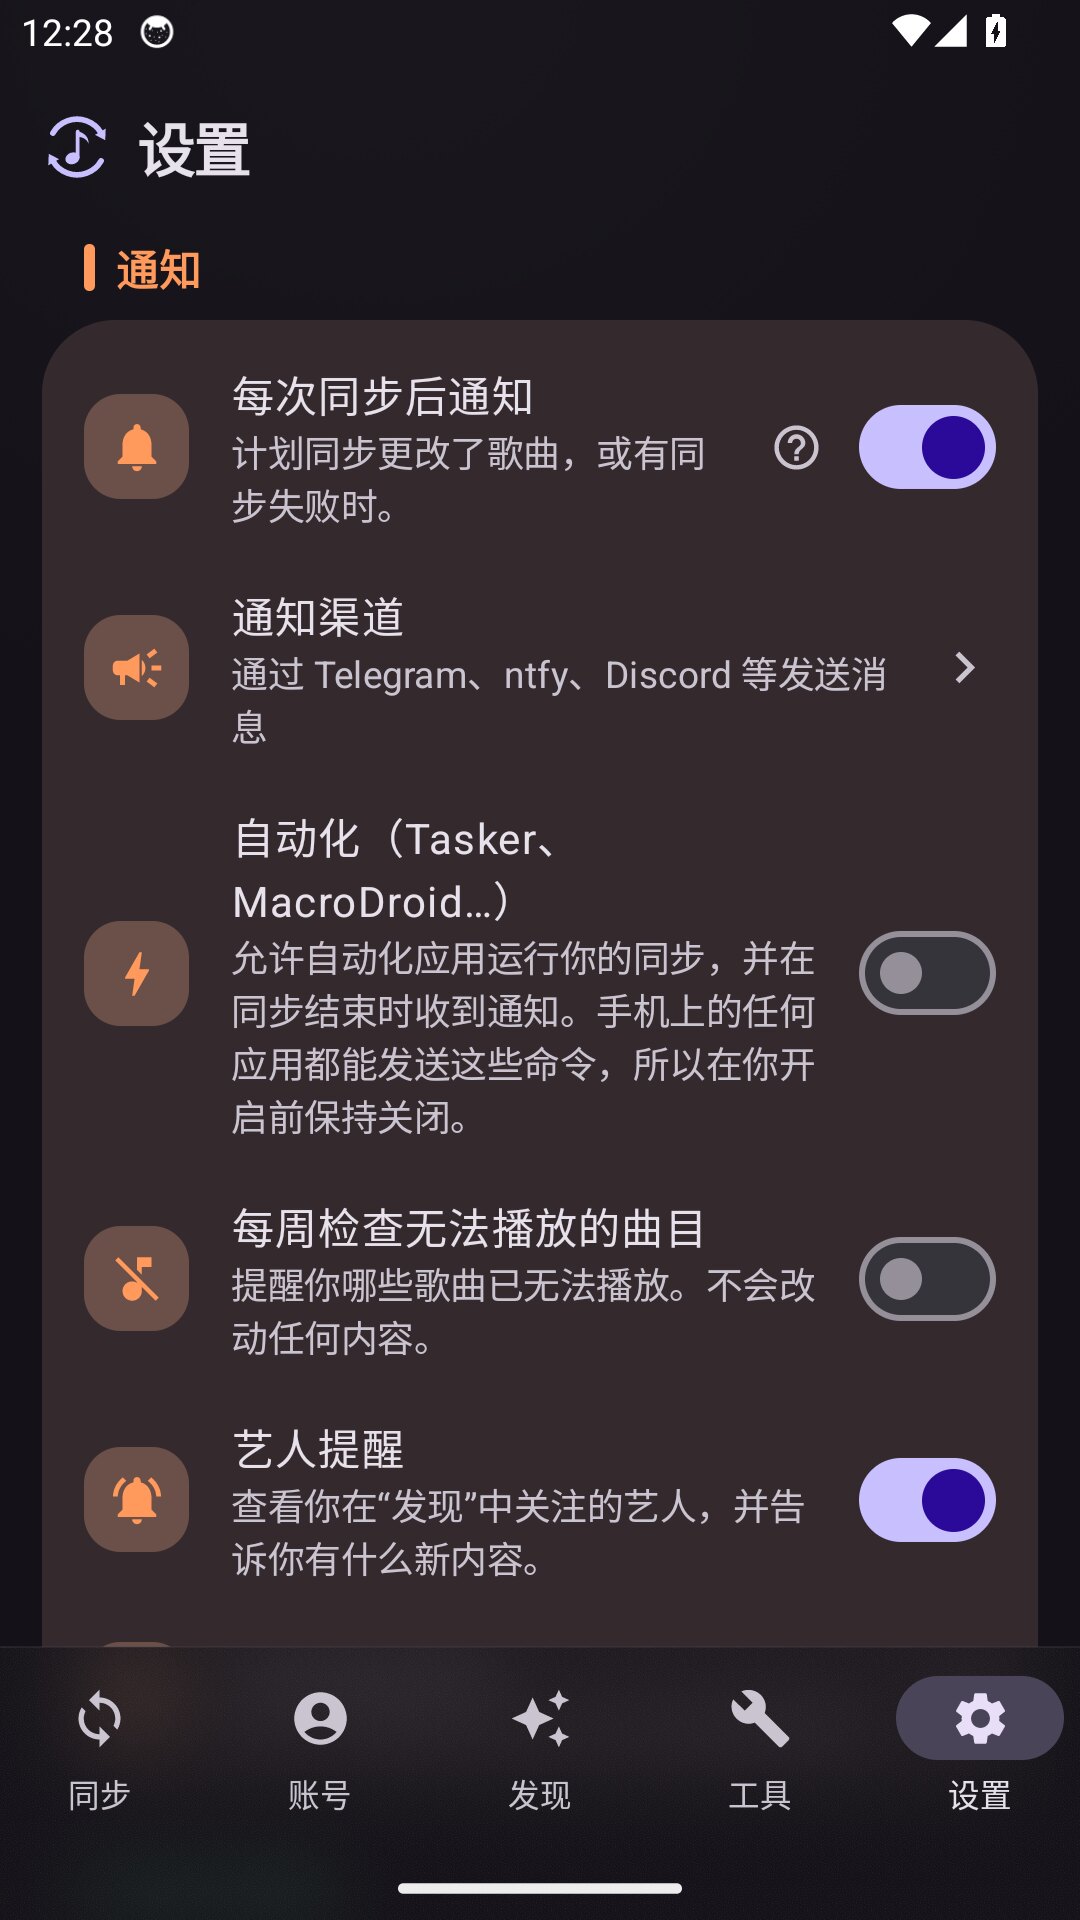 12:28
设置
通知
每次同步后通知
计划同步更改了歌曲，或有同
步失败时。
通知渠道
通过 Telegram、ntfy、Discord 等发送消
息
自动化（Tasker、
MacroDroid…）
允许自动化应用运行你的同步，并在
同步结束时收到通知。手机上的任何
应用都能发送这些命令，所以在你开
启前保持关闭。
每周检查无法播放的曲目
提醒你哪些歌曲已无法播放。不会改
动任何内容。
艺人提醒
查看你在“发现”中关注的艺人，并告
诉你有什么新内容。
同步
账号
发现
工具
设置